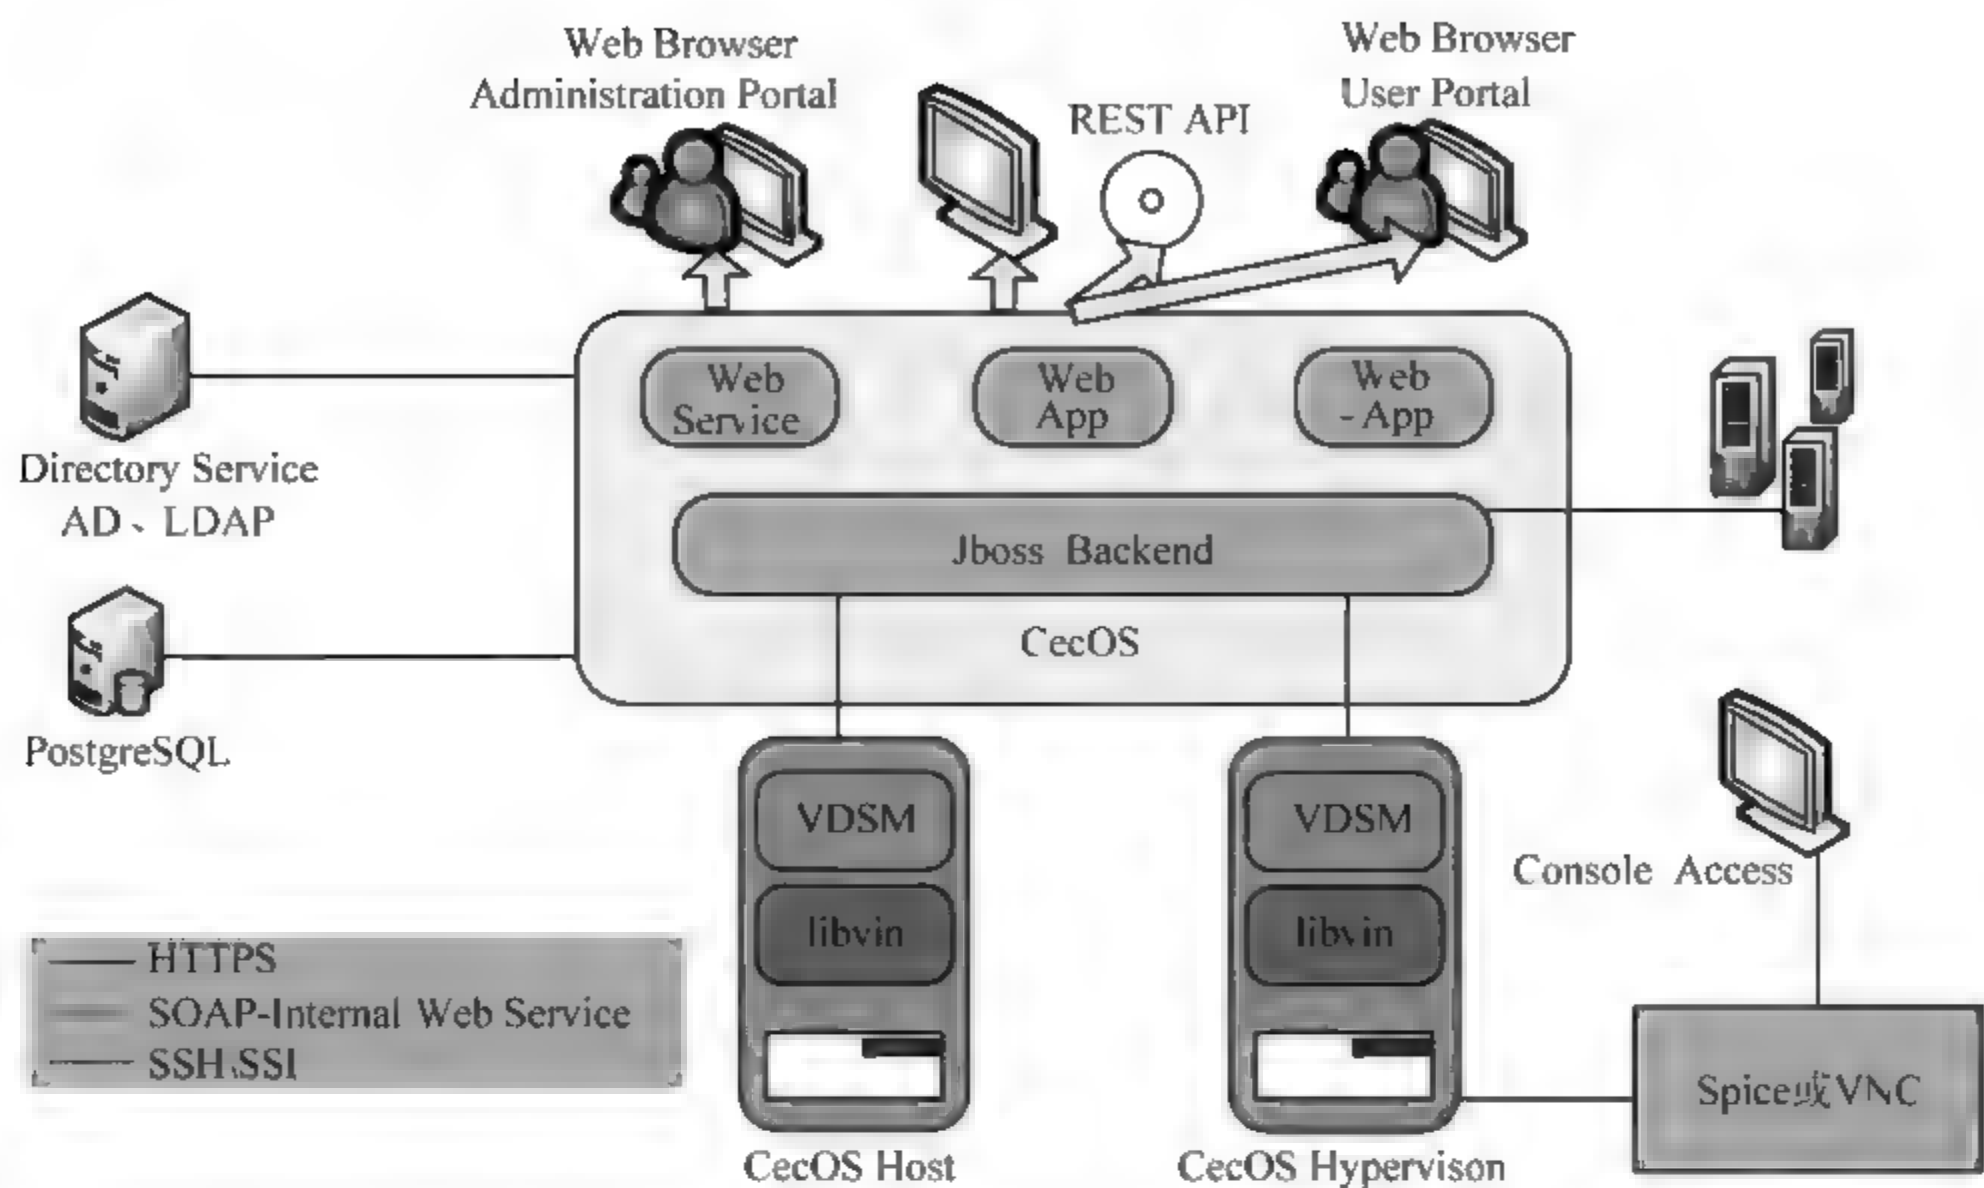 Web Browser
Administration Portal
REST API
Web Browser
User Portal
Directory Service
AD、LDAP
PostgreSQL
Web
Service
Web
App
Web
-App
Jboss Backend
CecOS
VDSM
libvin
CecOS Host
VDSM
libvin
CecOS Hypervison
Console Access
Spice或VNC
HTTPS
SOAP-Internal Web Service
SSH\SSI